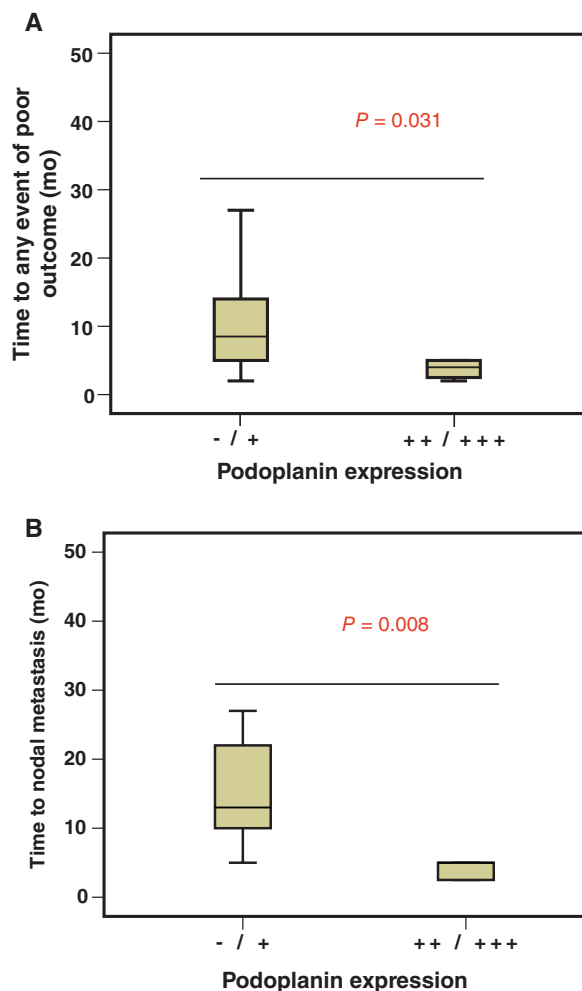 A
Time to any event of poor
outcome (mo)
50
40
30
20
10
0
P = 0.031
- / +
++ / +++
Podoplanin expression
B
Time to nodal metastasis (mo)
50
40
30
20
10
0
P = 0.008
- / +
++ / +++
Podoplanin expression